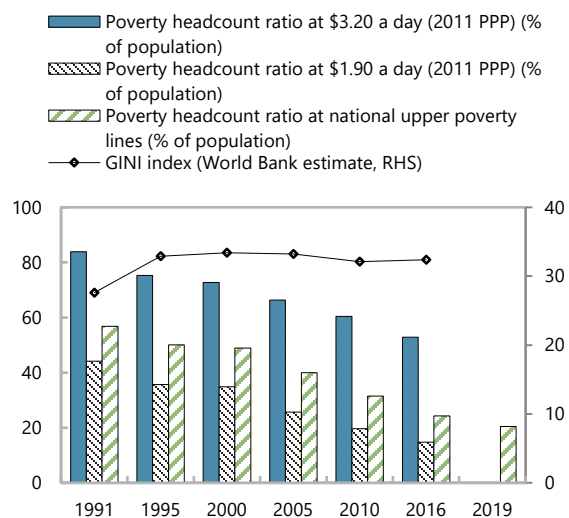 Poverty headcount ratio at $3.20 a day (2011 PPP) (%
of population)
Poverty headcount ratio at $1.90 a day (2011 PPP) (%
of population)
Poverty headcount ratio at national upper poverty
lines (% of population)
GINI index (World Bank estimate, RHS)
100
80
60
40
20
0
40
30
20
10
0
1991 1995 2000 2005 2010 2016 2019